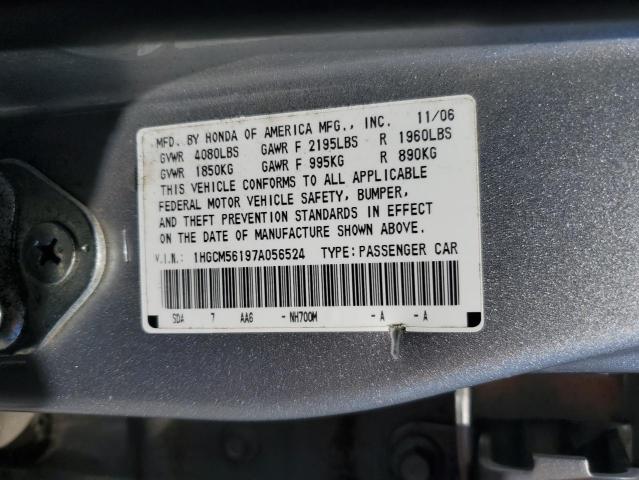 MFD. BY HONDA OF AMERICA MFG., INC. 11/06
GVWR 4080LBS GAWR F 2195LBS R 1960LBS
GVWR 1850KG GAWR F 995KG R 890KG
THIS VEHICLE CONFORMS TO ALL APPLICABLE
FEDERAL MOTOR VEHICLE SAFETY, BUMPER,
AND THEFT PREVENTION STANDARDS IN EFFECT
ON THE DATE OF MANUFACTURE SHOWN ABOVE.
V.I.N.: 1HGCM56197A056524 TYPE: PASSENGER CAR
SDA 7 AA6 - NH700M - A - A